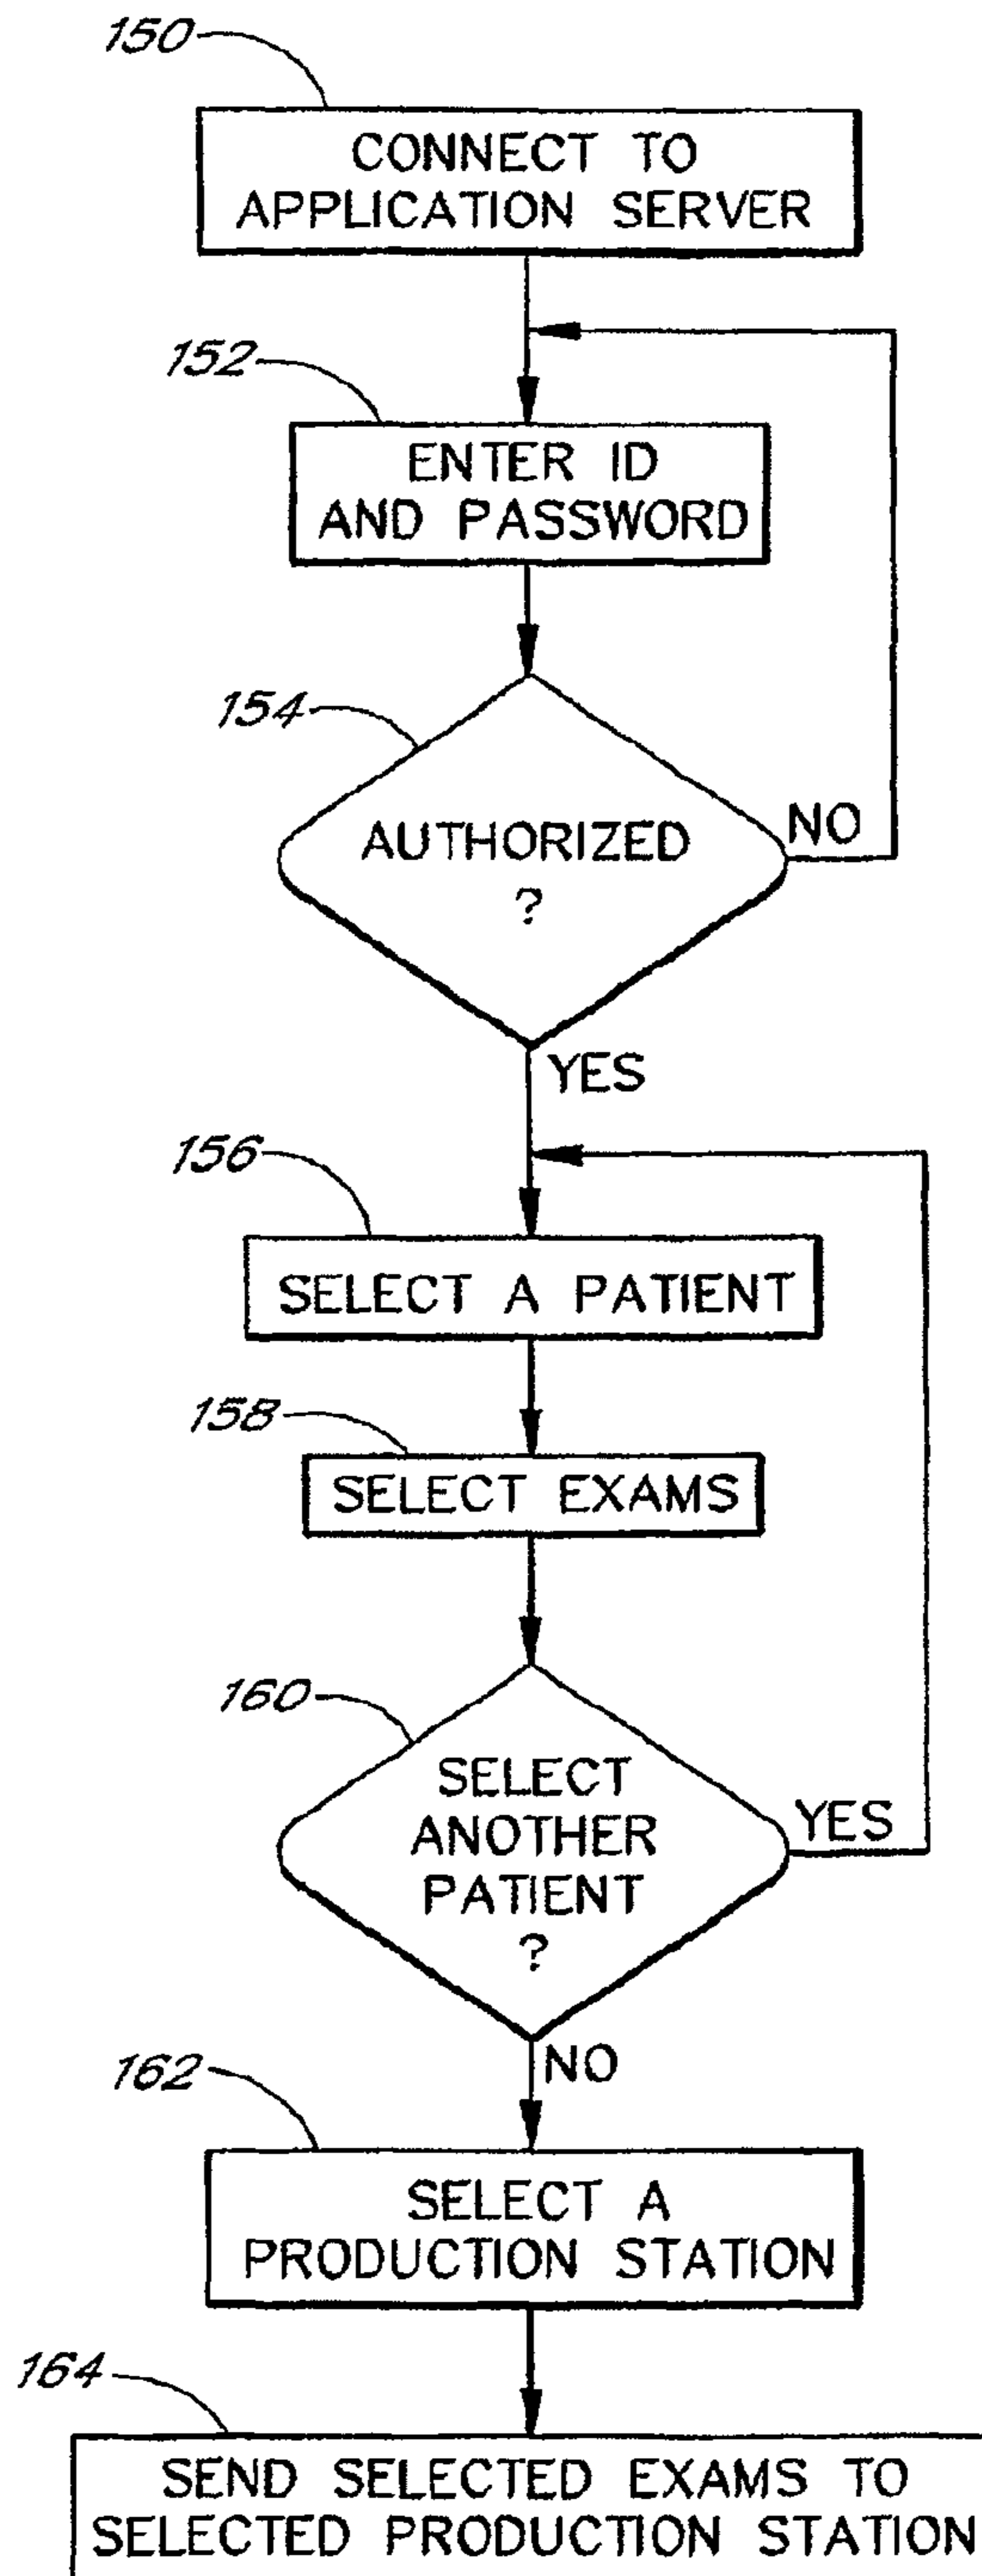 150
CONNECT TO
APPLICATION SERVER
152
ENTER ID
AND PASSWORD
154
AUTHORIZED
?
NO
YES
156
SELECT A PATIENT
158
SELECT EXAMS
160
SELECT
ANOTHER
PATIENT
?
YES
NO
162
SELECT A
PRODUCTION STATION
164
SEND SELECTED EXAMS TO
SELECTED PRODUCTION STATION